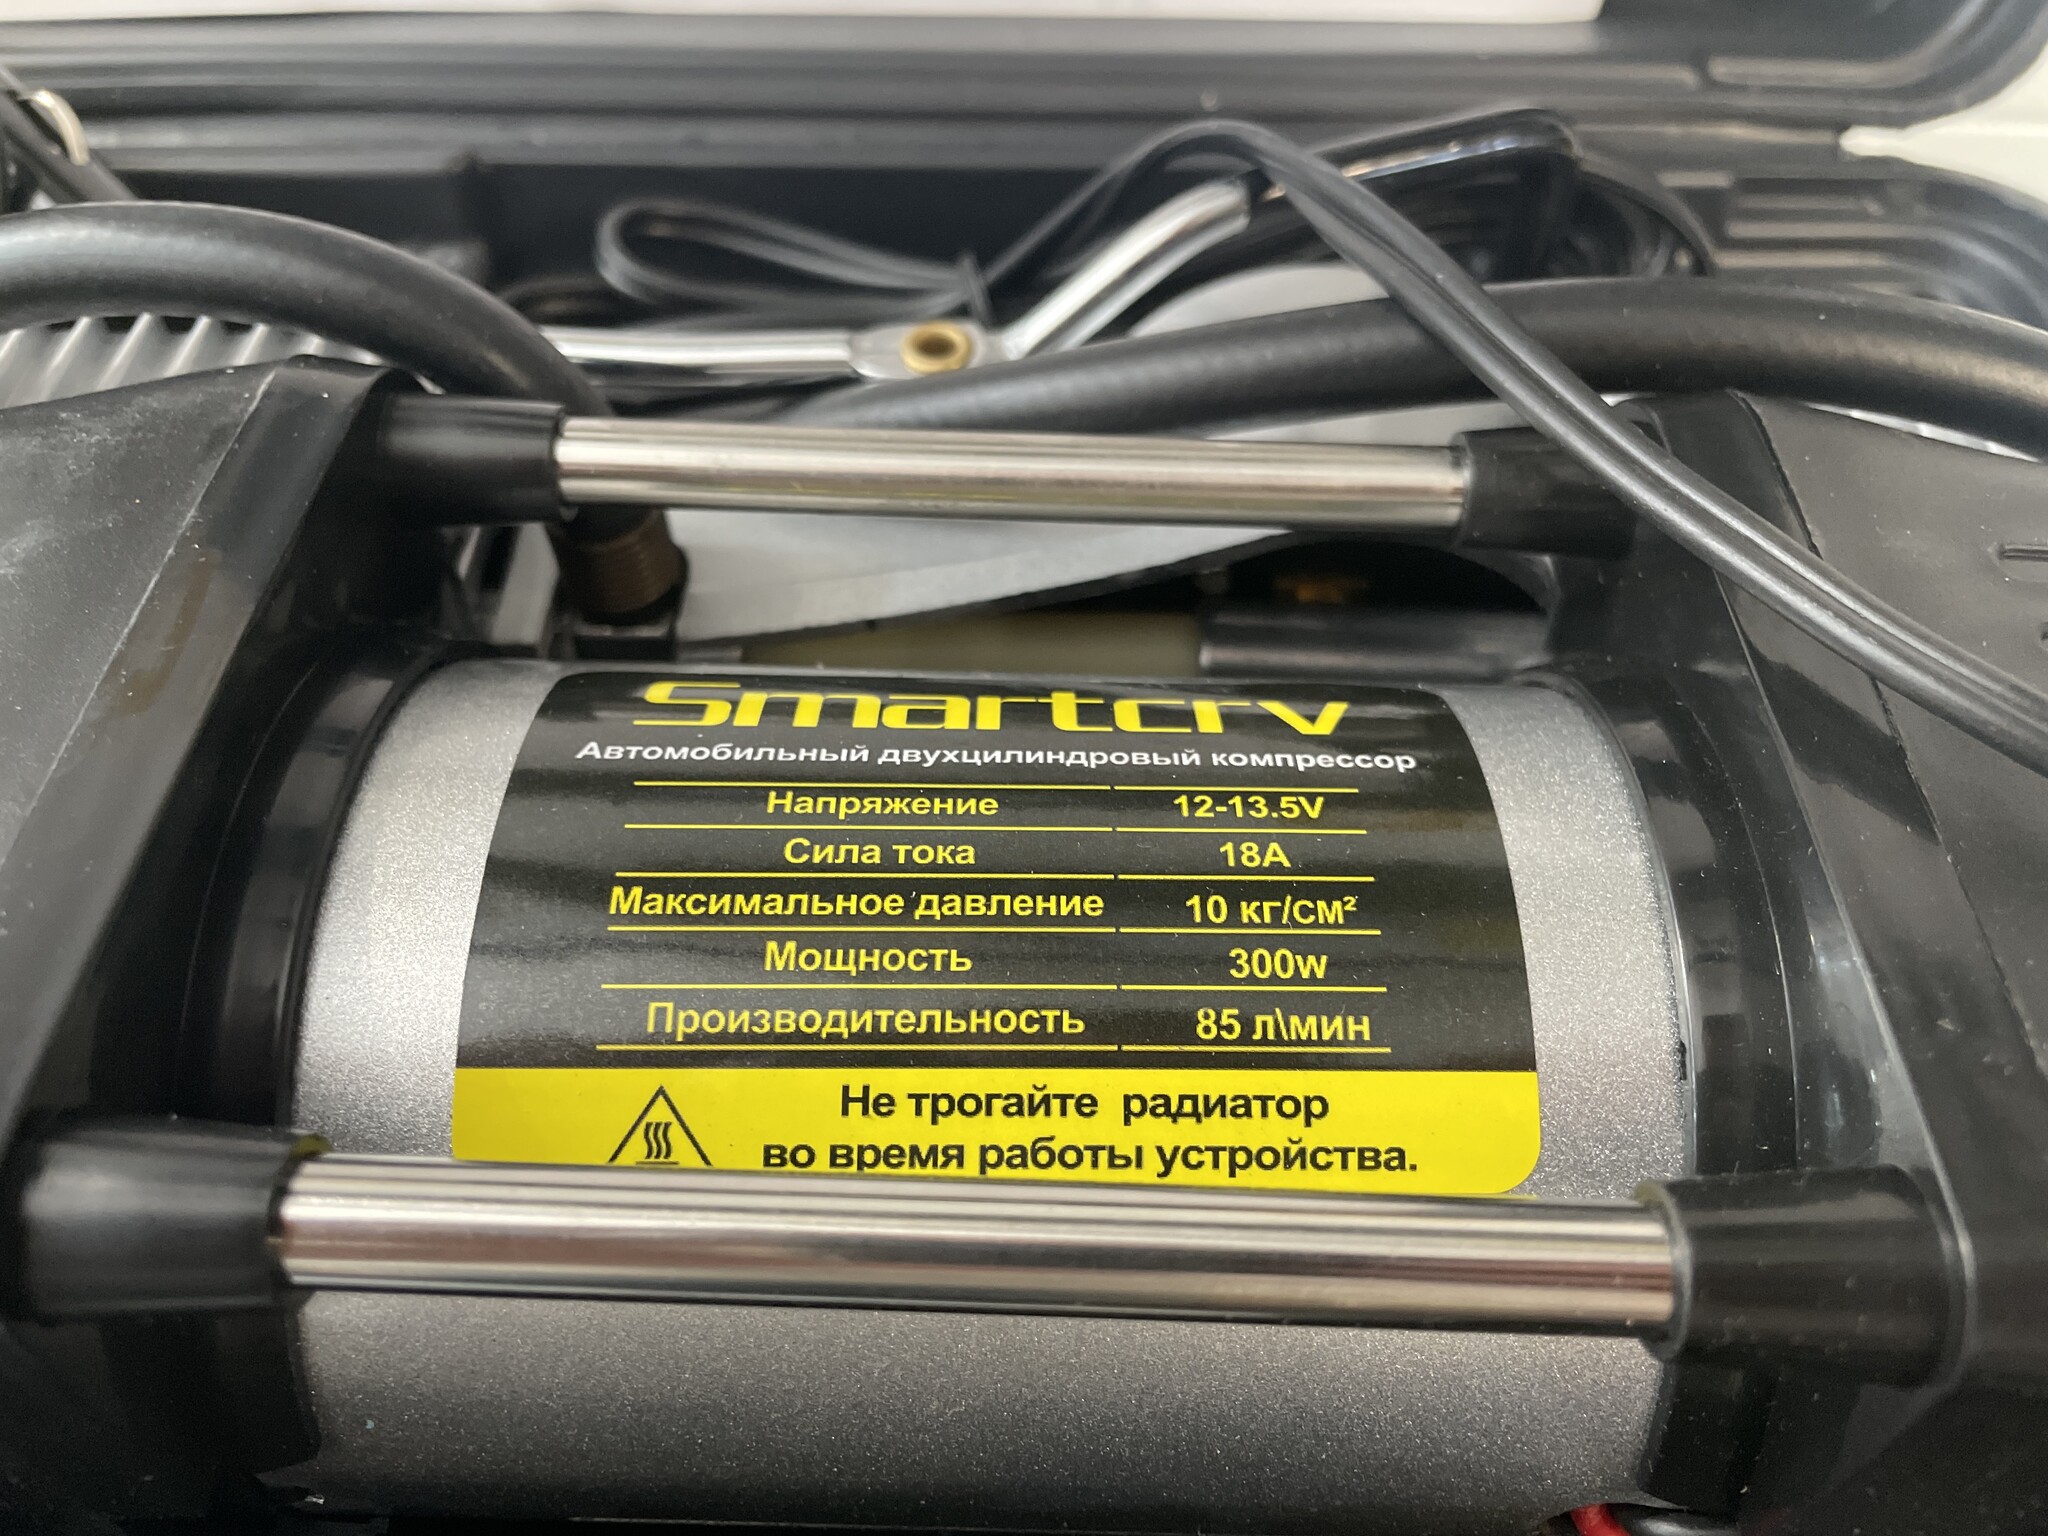 Smartcrv
Автомобильный двухцилиндровый компрессор
Напряжение 12-13.5V
Сила тока 18A
Максимальное давление 10 кг/см²
Мощность 300w
Производительность 85 л\мин
Не трогайте радиатор
во время работы устройства.